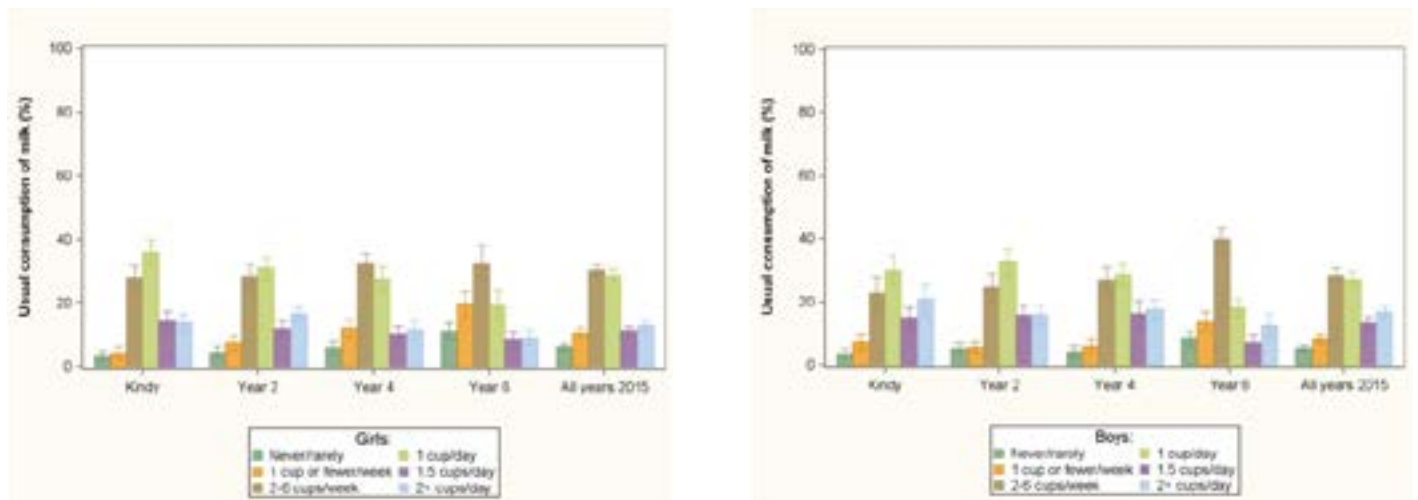 Usual consumption of milk (%)
100
80
60
40
20
0
Kindy Year 2 Year 4 Year 6 All years 2015
Girls:
Never/rarely 1 cup/day
1 cup or fewer/week 1.5 cups/day
2-6 cups/week 2+ cups/day
Usual consumption of milk (%)
100
80
60
40
20
0
Kindy Year 2 Year 4 Year 6 All years 2015
Boys:
Never/rarely 1 cup/day
1 cup or fewer/week 1.5 cups/day
2-6 cups/week 2+ cups/day